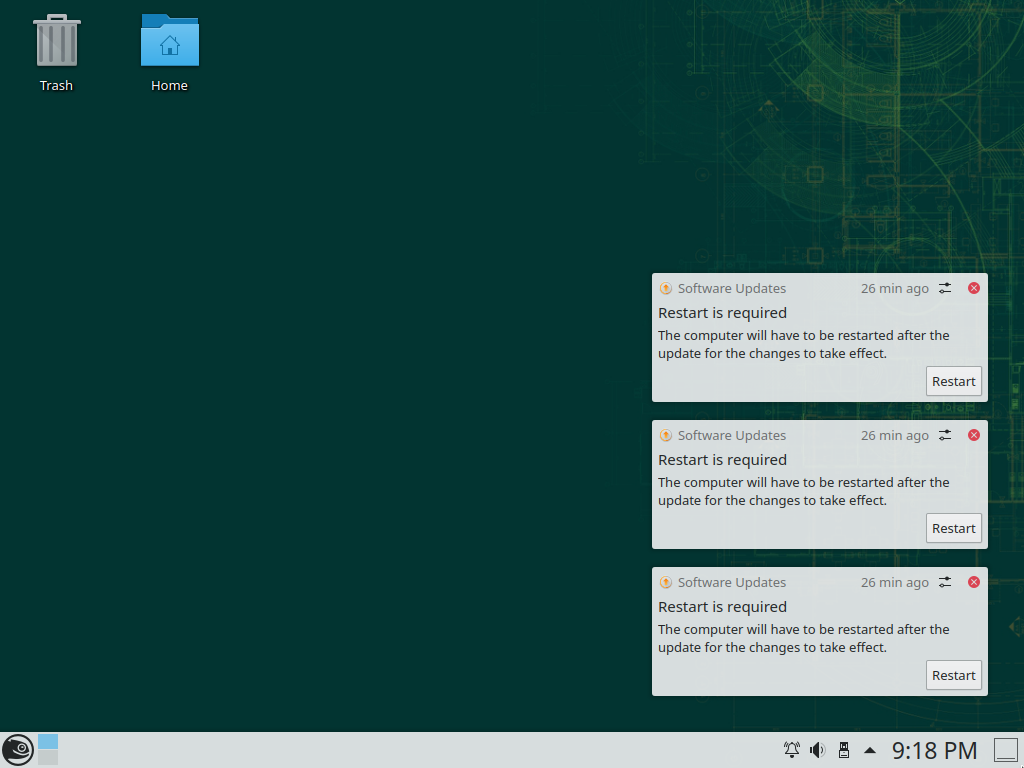 Trash
Home
Software Updates 26 min ago
Restart is required
The computer will have to be restarted after the
update for the changes to take effect.
Restart
Software Updates 26 min ago
Restart is required
The computer will have to be restarted after the
update for the changes to take effect.
Restart
Software Updates 26 min ago
Restart is required
The computer will have to be restarted after the
update for the changes to take effect.
Restart
9:18 PM